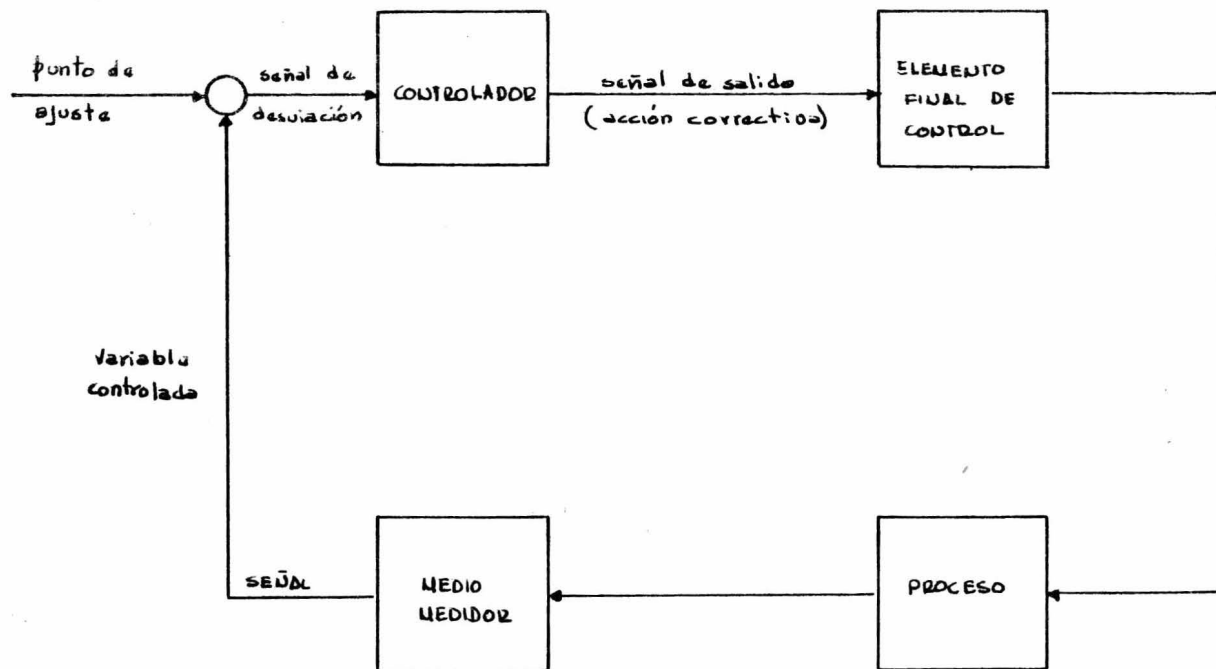 punto de
ajuste
señal de
desviación
CONTROLADOR
señal de salida
(acción correctiva)
ELEMENTO
FINAL DE
CONTROL
Variable
controlada
SEÑAL
MEDIO
MEDIDOR
PROCESO